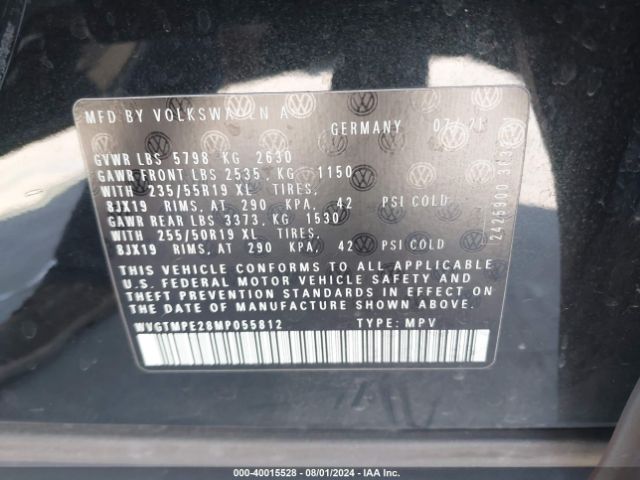 MFD BY VOLKSWAGEN AG
GERMANY 07/21
GVWR LBS 5798 KG 2630
GAWR FRONT LBS 2535, KG 1150
WITH 235/55R19 XL TIRES,
8JX19 RIMS, AT 290 KPA, 42 PSI COLD
GAWR REAR LBS 3373, KG 1530
WITH 255/50R19 XL TIRES,
8JX19 RIMS, AT 290 KPA, 42 PSI COLD
THIS VEHICLE CONFORMS TO ALL APPLICABLE
U.S. FEDERAL MOTOR VEHICLE SAFETY AND
THEFT PREVENTION STANDARDS IN EFFECT ON
THE DATE OF MANUFACTURE SHOWN ABOVE.
WVGTMPE28MP055812 TYPE: MPV
2425900
000-40015528 - 08/01/2024 - IAA Inc.